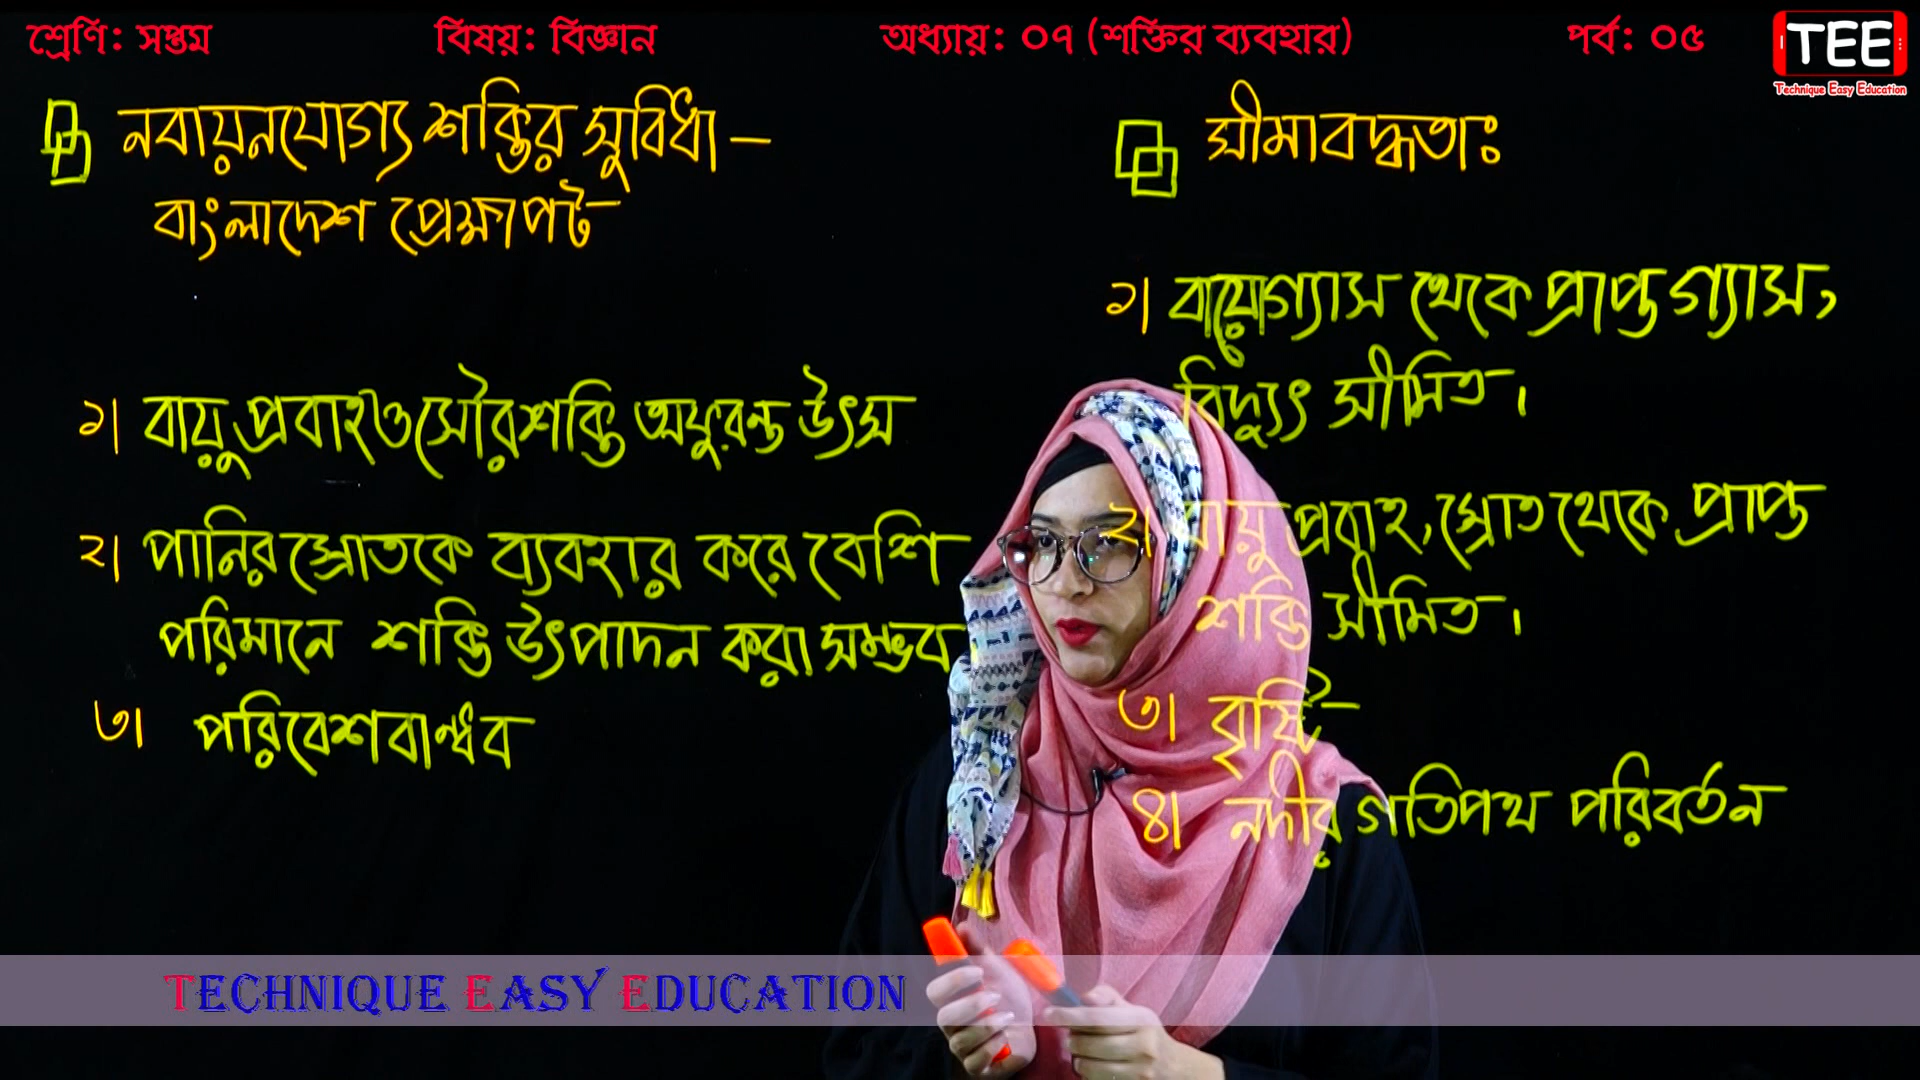 শ্রেণি: সপ্তম
বিষয়: বিজ্ঞান
অধ্যায়: ০৭ (শক্তির ব্যবহার)
পর্ব: ০৫
TEE
Technique Easy Education
নবায়নযোগ্য শক্তির সুবিধা –
বাংলাদেশ প্রেক্ষাপট
১। বায়ু প্রবাহ ও সৌরশক্তি অফুরন্ত উৎস
২। পানির স্রোতকে ব্যবহার করে বেশি
পরিমানে শক্তি উৎপাদন করা সম্ভব
৩। পরিবেশবান্ধব
সীমাবদ্ধতাঃ
১। বায়োগ্যাস থেকে প্রাপ্ত গ্যাস,
বিদ্যুৎ সীমিত।
২। বায়ু প্রবাহ, স্রোত থেকে প্রাপ্ত
শক্তি সীমিত।
৩। বৃষ্টি
৪। নদীর গতিপথ পরিবর্তন
TECHNIQUE EASY EDUCATION